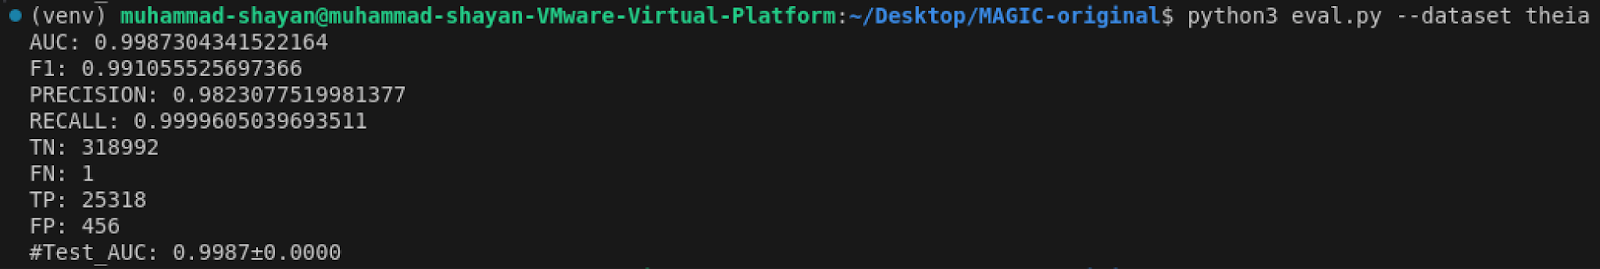 (venv) muhammad-shayan@muhammad-shayan-VMware-Virtual-Platform:~/Desktop/MAGIC-original$ python3 eval.py --dataset theia
AUC: 0.9987304341522164
F1: 0.991055525697366
PRECISION: 0.9823077519981377
RECALL: 0.9999605039693511
TN: 318992
FN: 1
TP: 25318
FP: 456
#Test_AUC: 0.9987±0.0000